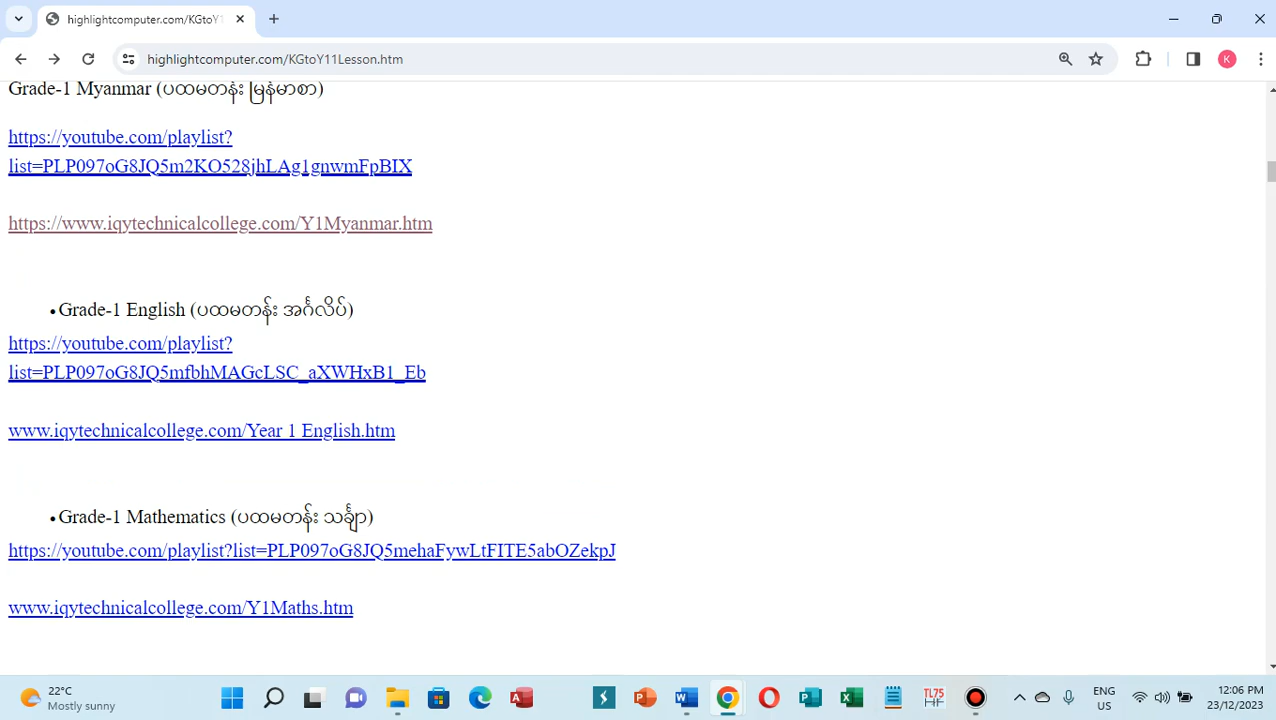 highlightcomputer.com/KGtoY1
highlightcomputer.com/KGtoY11Lesson.htm
K
Grade-1 Myanmar (ပထမတန်း မြန်မာစာ)
https://youtube.com/playlist?
list=PLP097oG8JQ5m2KO528jhLAg1gnwmFpBIX
https://www.iqytechnicalcollege.com/Y1Myanmar.htm
• Grade-1 English (ပထမတန်း အင်္ဂလိပ်)
https://youtube.com/playlist?
list=PLP097oG8JQ5mfbhMAGcLSC_aXWHxB1_Eb
www.iqytechnicalcollege.com/Year 1 English.htm
• Grade-1 Mathematics (ပထမတန်း သင်္ချာ)
https://youtube.com/playlist?list=PLP097oG8JQ5mehaFywLtFITE5abOZekpJ
www.iqytechnicalcollege.com/Y1Maths.htm
22°C
Mostly sunny
TL75
ENG
US
12:06 PM
23/12/2023